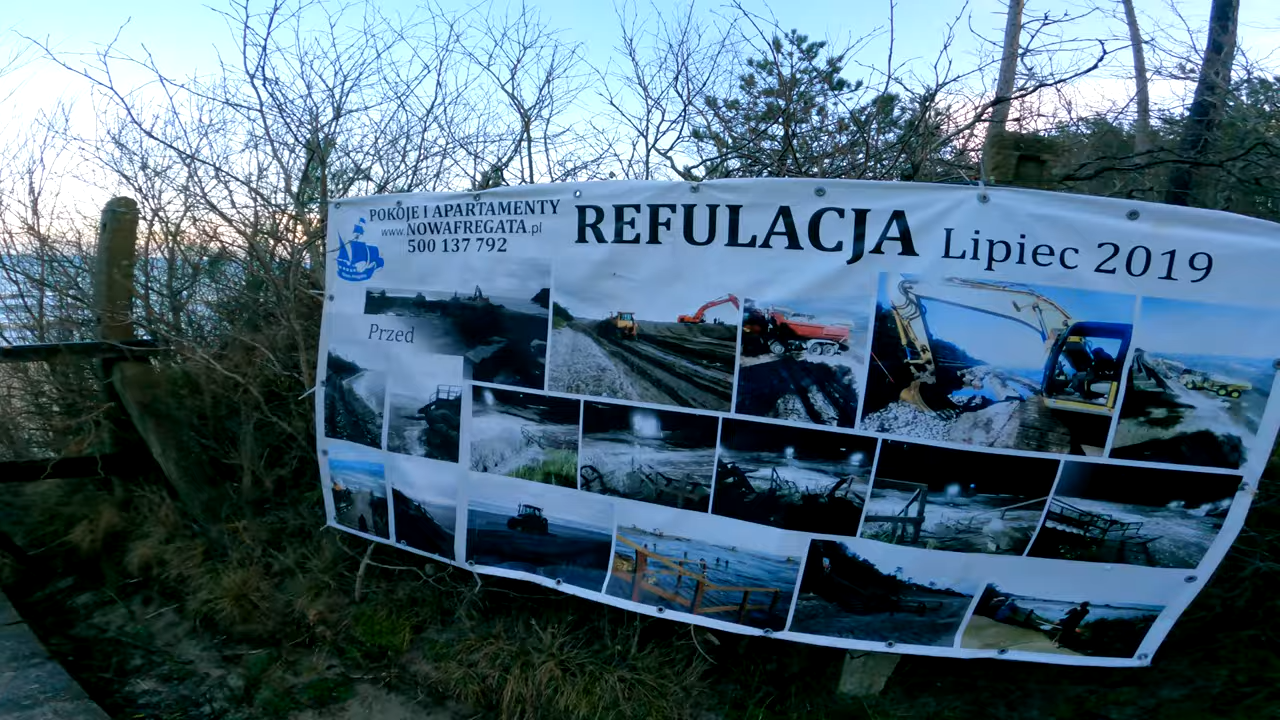 POKOJE I APARTAMENTY
www.NOWAFREGATA.pl
500 137 792
REFULACJA Lipiec 2019
Przed